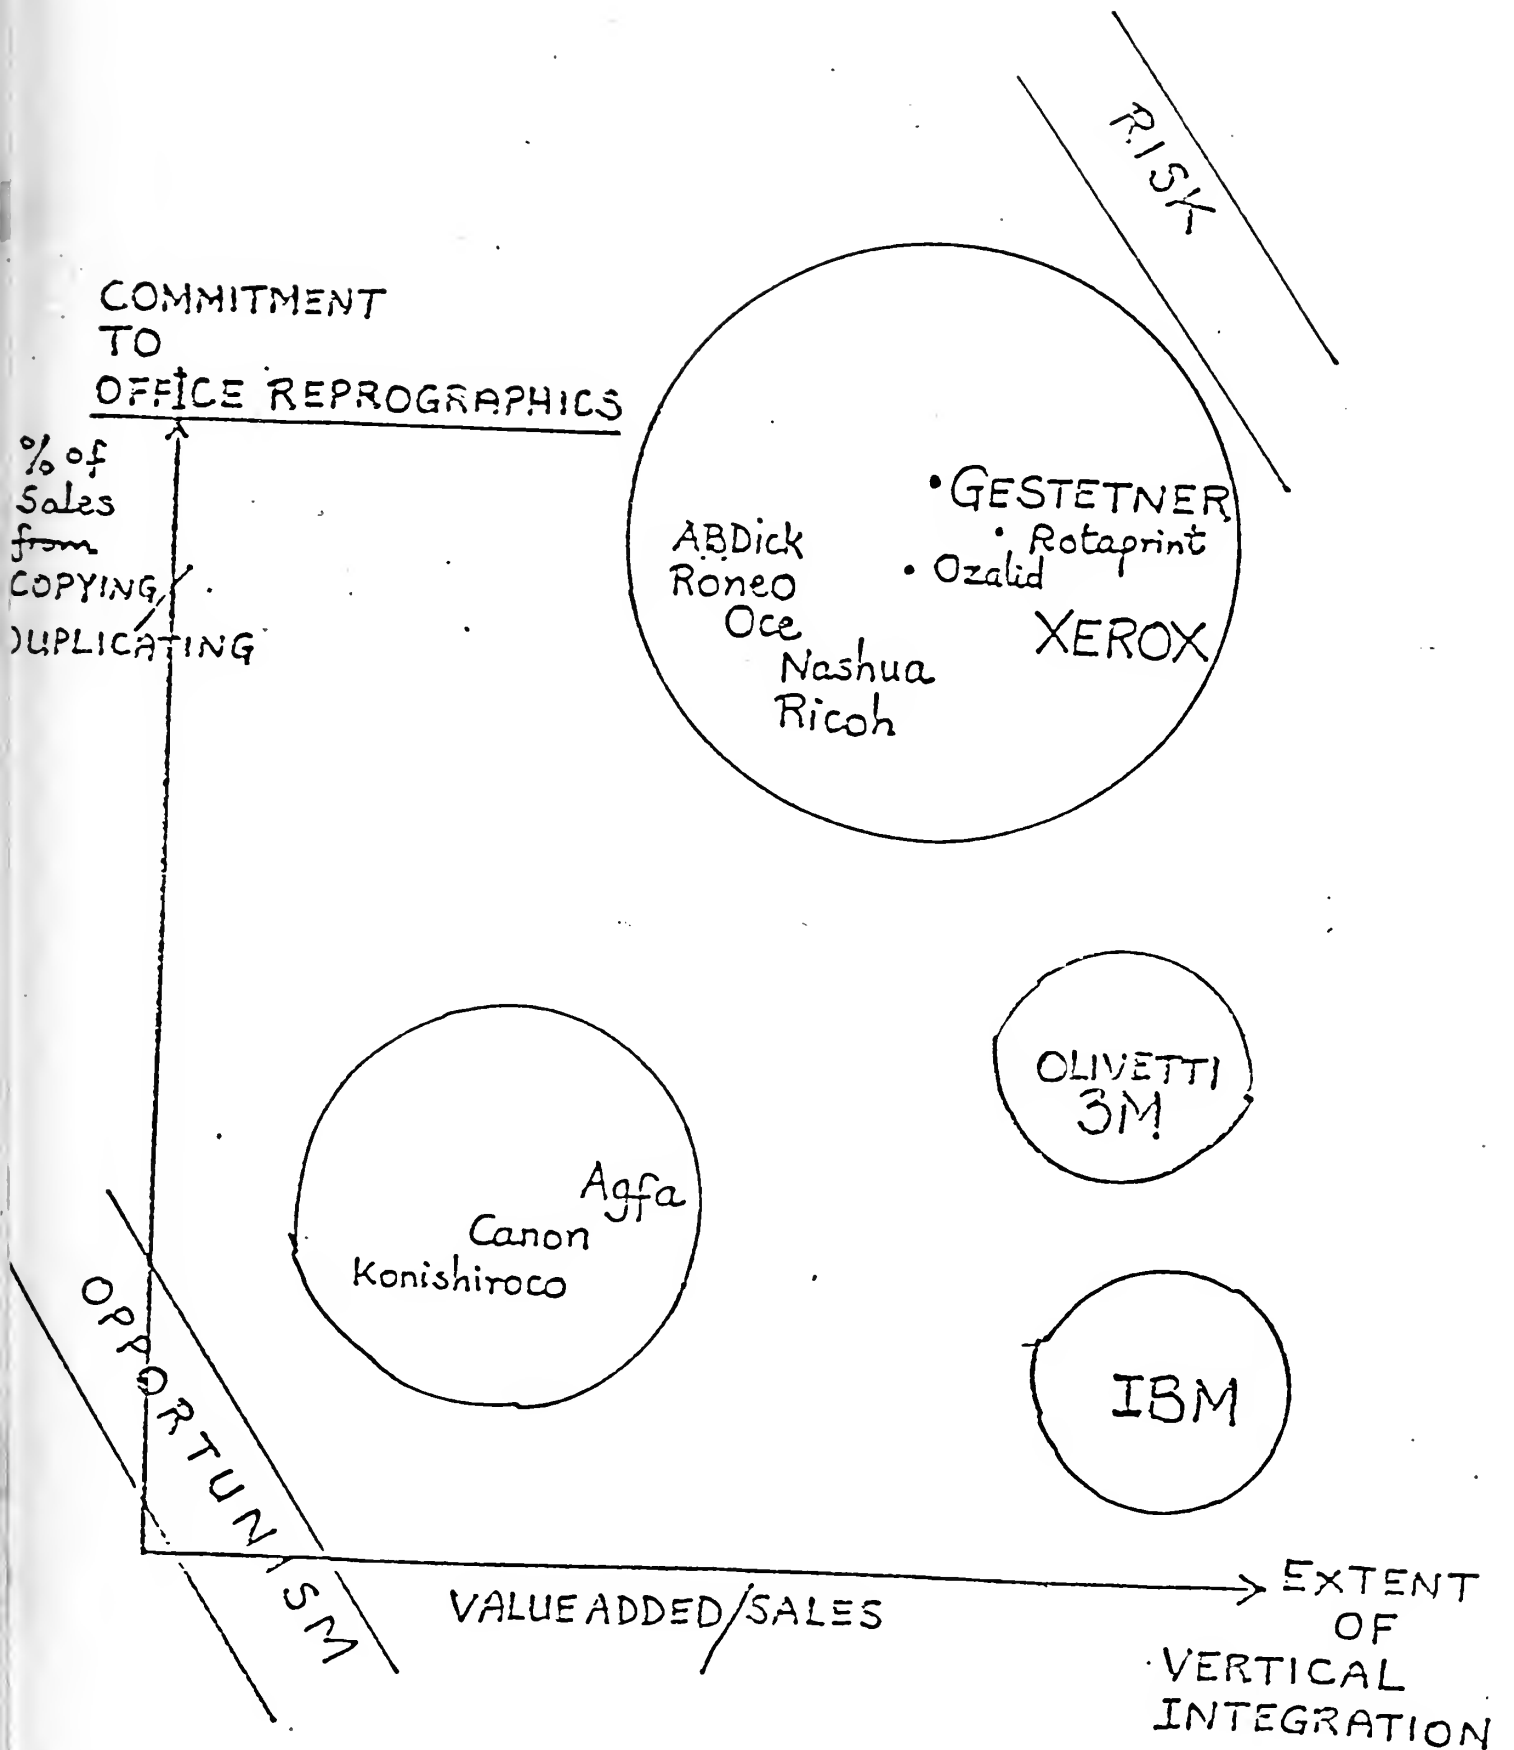 RISK
COMMITMENT
TO
OFFICE REPROGRAPHICS
% of
Sales
from
COPYING/
DUPLICATING
• GESTETNER
• Rotaprint
• Ozalid
XEROX
ABDick
Roneo
Oce
Nashua
Ricoh
OLIVETTI
3M
Agfa
Canon
Konishiroco
IBM
OPPORTUNISM
VALUE ADDED/SALES
EXTENT
OF
VERTICAL
INTEGRATION